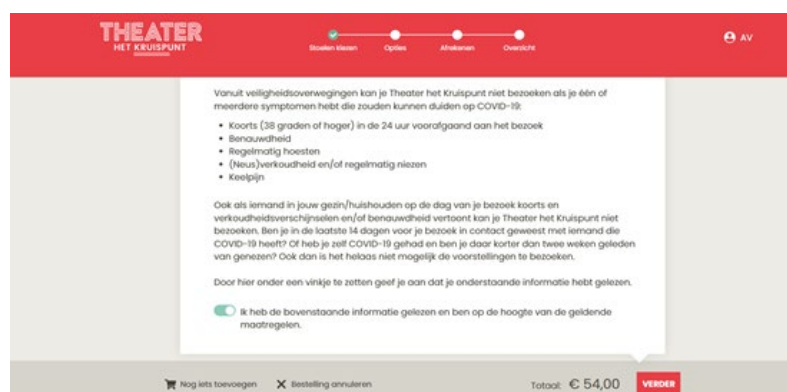 THEATER
HET KRUISPUNT
Stoelen kiezen
Opties
Afrekenen
Overzicht
AV
Vanuit veiligheidsoverwegingen kan je Theater het Kruispunt niet bezoeken als je één of
meerdere symptomen hebt die zouden kunnen duiden op COVID-19:
• Koorts (38 graden of hoger) in de 24 uur voorafgaand aan het bezoek
• Benauwdheid
• Regelmatig hoesten
• (Neus)verkoudheid en/of regelmatig niezen
• Keelpijn
Ook als iemand in jouw gezin/huishouden op de dag van je bezoek koorts en
verkoudheidsverschijnselen en/of benauwdheid vertoont kan je Theater het Kruispunt niet
bezoeken. Ben je in de laatste 14 dagen voor je bezoek in contact geweest met iemand die
COVID-19 heeft? Of heb je zelf COVID-19 gehad en ben je daar korter dan twee weken geleden
van genezen? Ook dan is het helaas niet mogelijk de voorstellingen te bezoeken.
Door hier onder een vinkje te zetten geef je aan dat je onderstaande informatie hebt gelezen.
Ik heb de bovenstaande informatie gelezen en ben op de hoogte van de geldende
maatregelen.
Nog iets toevoegen
Bestelling annuleren
Totaal: € 54,00
VERDER